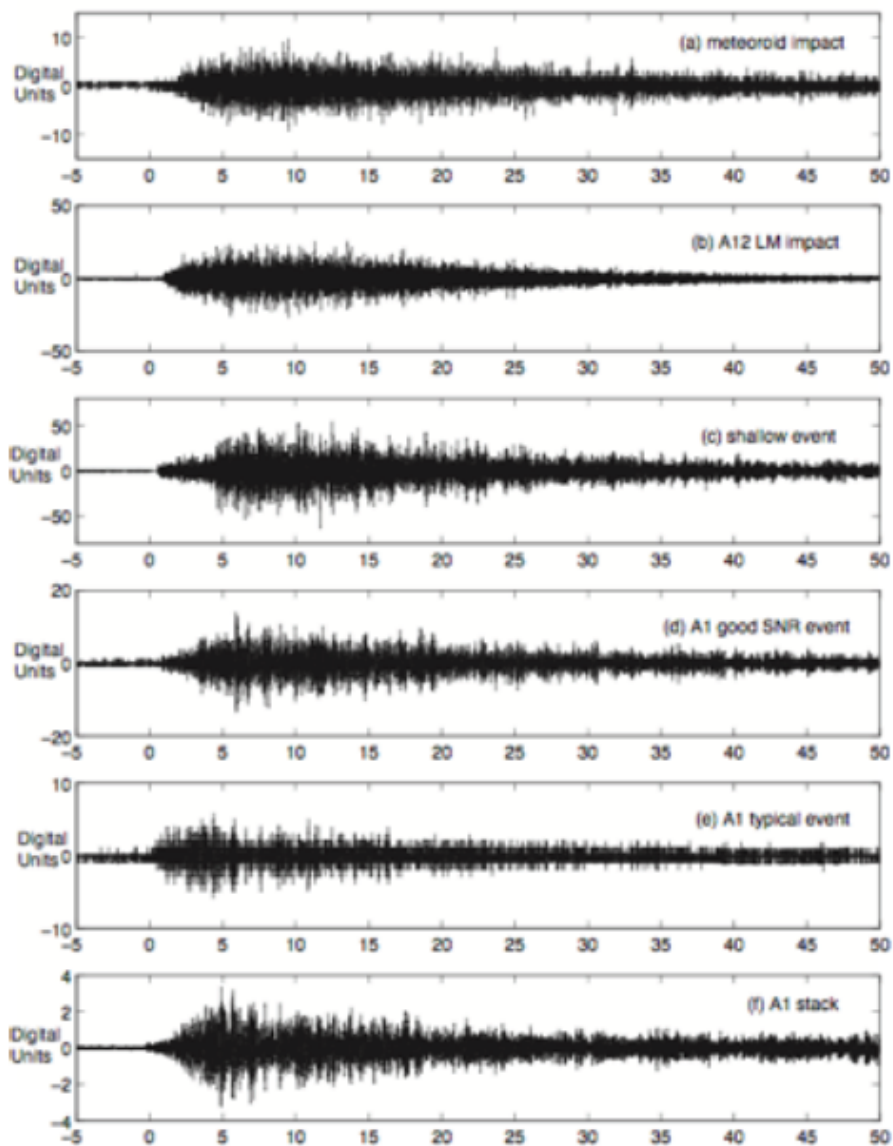 10
(a) meteoroid impact
Digital
Units
0
−10
−5 0 5 10 15 20 25 30 35 40 45 50
50
(b) A12 LM impact
Digital
Units
0
−50
−5 0 5 10 15 20 25 30 35 40 45 50
50
(c) shallow event
Digital
Units
0
−50
−5 0 5 10 15 20 25 30 35 40 45 50
20
(d) A1 good SNR event
Digital
Units
0
−20
−5 0 5 10 15 20 25 30 35 40 45 50
10
(e) A1 typical event
Digital
Units
0
−10
−5 0 5 10 15 20 25 30 35 40 45 50
4
2
(f) A1 stack
Digital
Units
0
−2
−4
−5 0 5 10 15 20 25 30 35 40 45 50